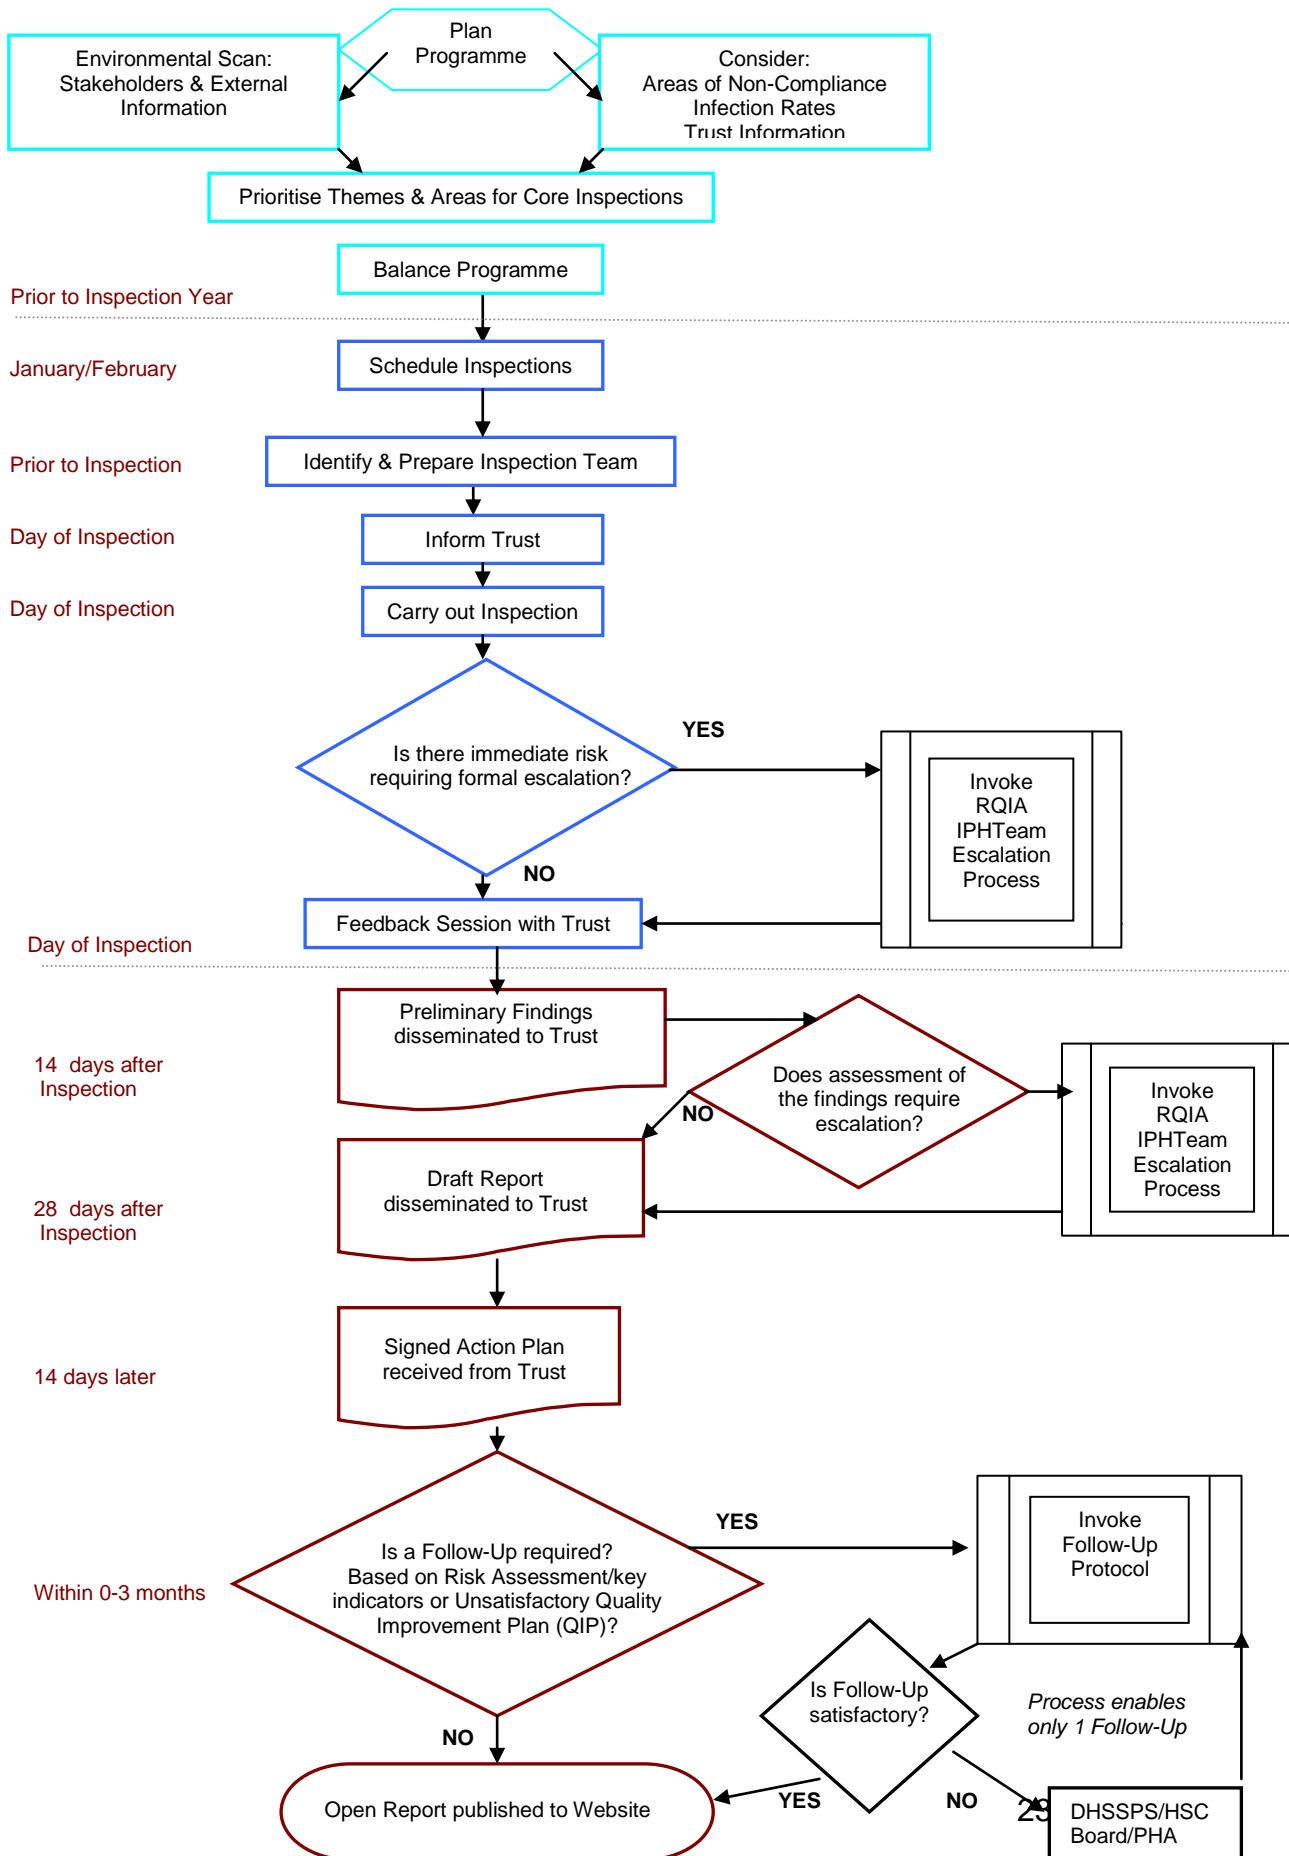 Plan
Programme
Environmental Scan:
Stakeholders & External
Information
Consider:
Areas of Non-Compliance
Infection Rates
Trust Information
Prioritise Themes & Areas for Core Inspections
Balance Programme
Prior to Inspection Year
January/February
Schedule Inspections
Prior to Inspection
Identify & Prepare Inspection Team
Day of Inspection
Inform Trust
Day of Inspection
Carry out Inspection
Is there immediate risk
requiring formal escalation?
YES
Invoke
RQIA
IPHTeam
Escalation
Process
NO
Feedback Session with Trust
Day of Inspection
Preliminary Findings
disseminated to Trust
14 days after
Inspection
Does assessment of
the findings require
escalation?
NO
Invoke
RQIA
IPHTeam
Escalation
Process
Draft Report
disseminated to Trust
28 days after
Inspection
Signed Action Plan
received from Trust
14 days later
Is a Follow-Up required?
Based on Risk Assessment/key
indicators or Unsatisfactory Quality
Improvement Plan (QIP)?
Within 0-3 months
YES
Invoke
Follow-Up
Protocol
Is Follow-Up
satisfactory?
Process enables
only 1 Follow-Up
NO
Open Report published to Website
YES
NO
DHSSPS/HSC
Board/PHA